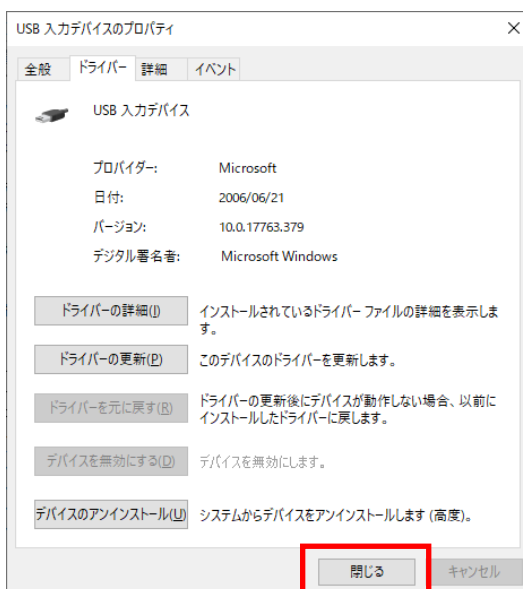 USB 入力デバイスのプロパティ
全般 ドライバー 詳細 イベント
USB 入力デバイス
プロバイダー: Microsoft
日付: 2006/06/21
バージョン: 10.0.17763.379
デジタル署名者: Microsoft Windows
ドライバーの詳細(I) インストールされているドライバー ファイルの詳細を表示しま
す。
ドライバーの更新(P) このデバイスのドライバーを更新します。
ドライバーを元に戻す(R) ドライバーの更新後にデバイスが動作しない場合、以前に
インストールしたドライバーに戻します。
デバイスを無効にする(D) デバイスを無効にします。
デバイスのアンインストール(U) システムからデバイスをアンインストールします (高度)。
閉じる キャンセル